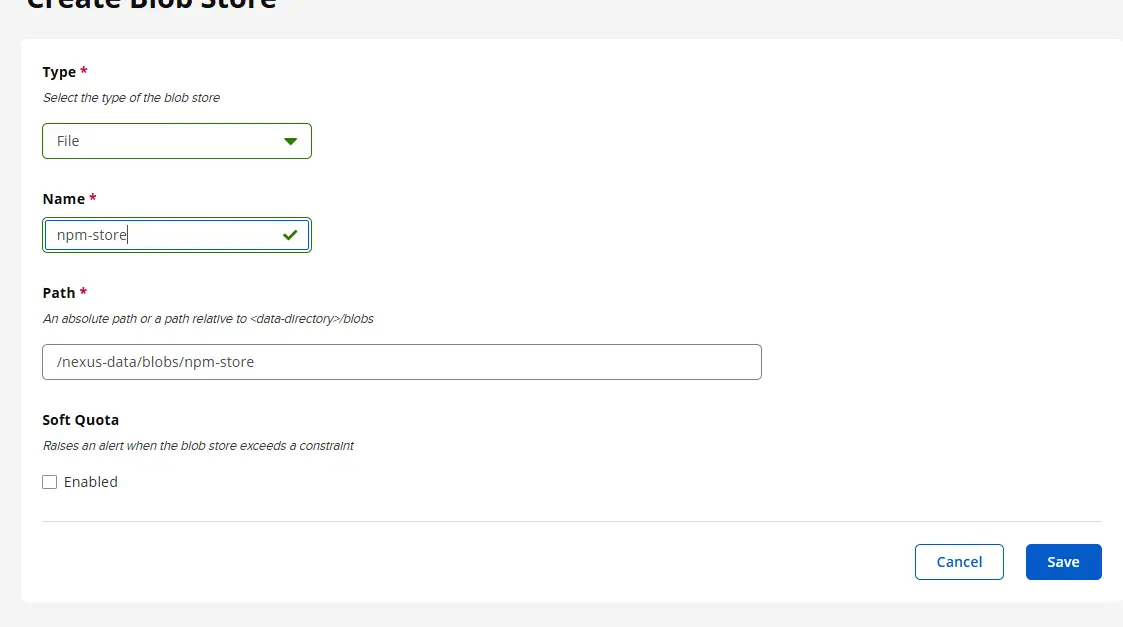 Create Blob Store
Type *
Select the type of the blob store
File
Name *
npm-store
Path *
An absolute path or a path relative to <data-directory>/blobs
/nexus-data/blobs/npm-store
Soft Quota
Raises an alert when the blob store exceeds a constraint
Enabled
Cancel
Save